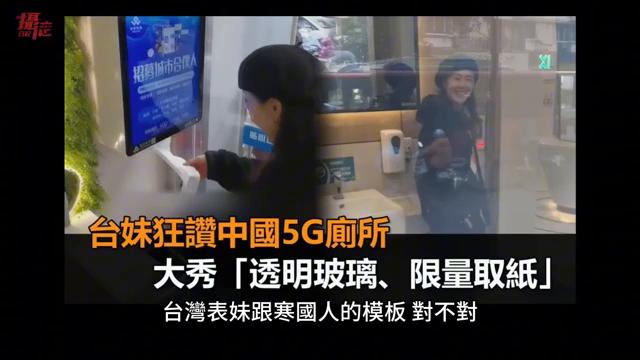 攝徒
招募城市合伙人
台妹狂讚中國5G廁所
大秀「透明玻璃、限量取紙」
台灣表妹跟寒國人的模板 對不對